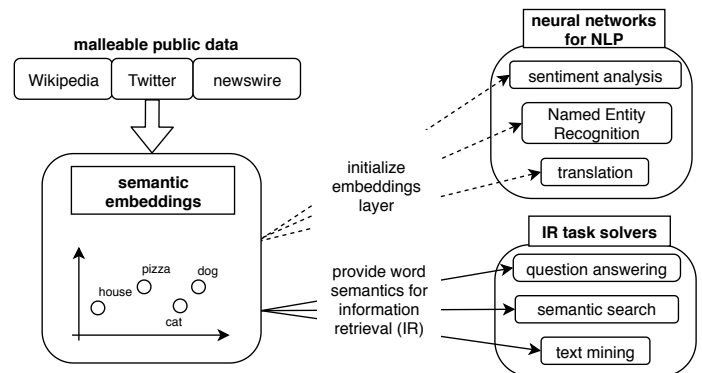 malleable public data
Wikipedia
Twitter
newswire
semantic
embeddings
house
pizza
dog
cat
initialize
embeddings
layer
provide word
semantics for
information
retrieval (IR)
neural networks
for NLP
sentiment analysis
Named Entity
Recognition
translation
IR task solvers
question answering
semantic search
text mining